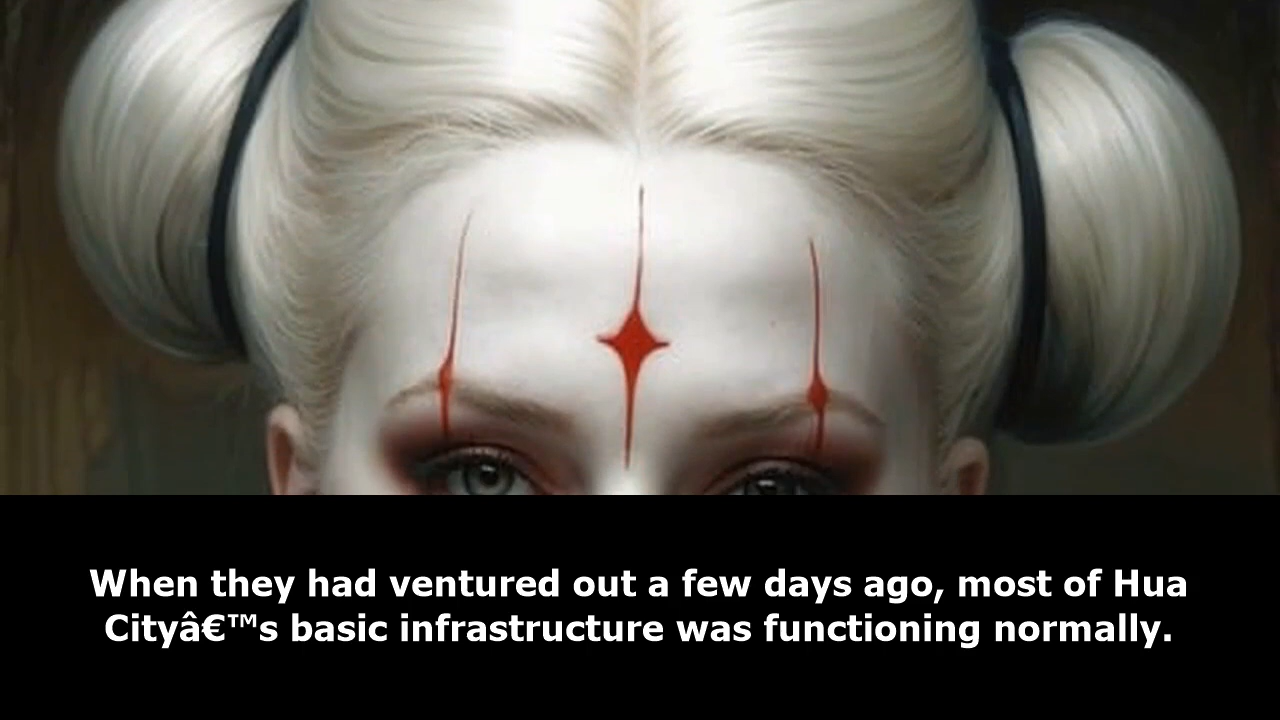 When they had ventured out a few days ago, most of Hua
Cityâ€™s basic infrastructure was functioning normally.